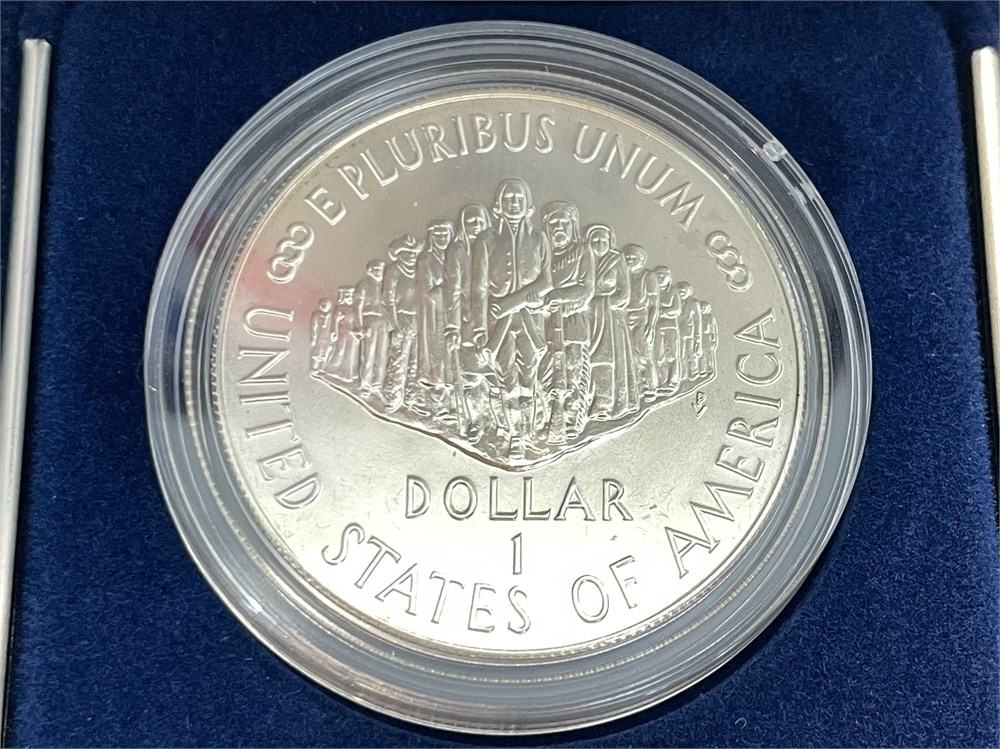 E PLURIBUS UNUM
DOLLAR
1
UNITED STATES OF AMERICA